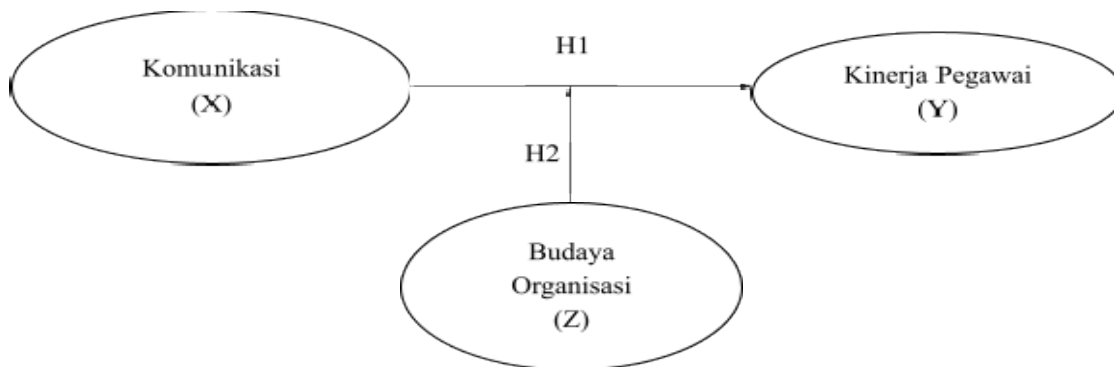 Komunikasi
(X)
H1
Kinerja Pegawai
(Y)
H2
Budaya
Organisasi
(Z)